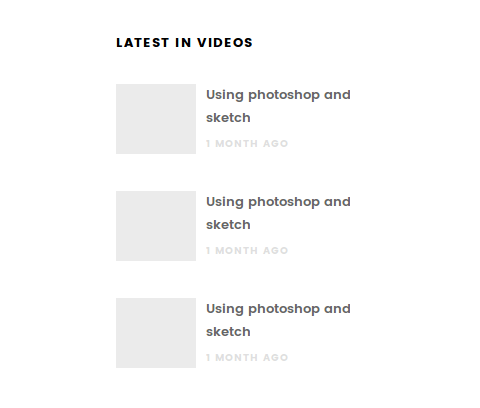 LATEST IN VIDEOS
Using photoshop and
sketch
1 MONTH AGO
Using photoshop and
sketch
1 MONTH AGO
Using photoshop and
sketch
1 MONTH AGO